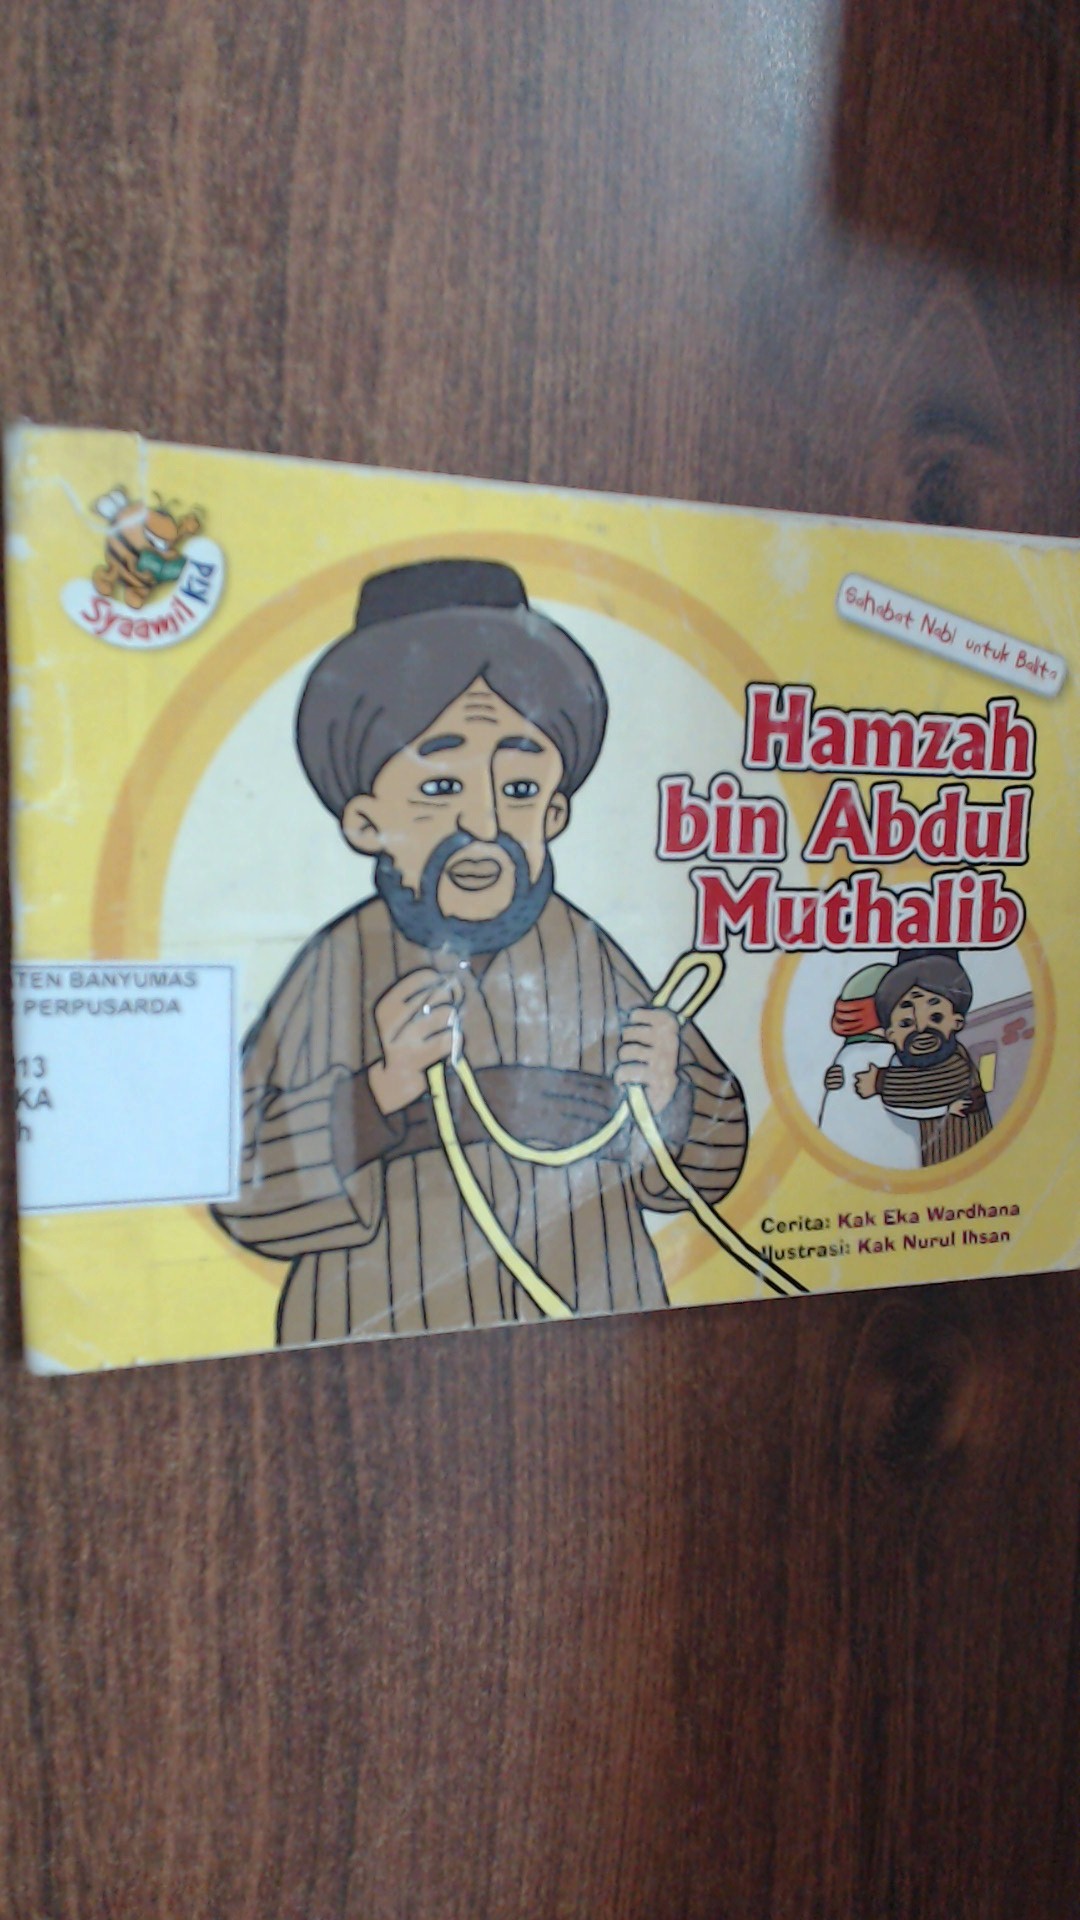 Syaamil kid
Sahabat Nabi untuk Balita
Hamzah
bin Abdul
Muthalib
TEN BANYUMAS
PERPUSARDA
13
KA
h
Cerita: Kak Eka Wardhana
Ilustrasi: Kak Nurul Ihsan